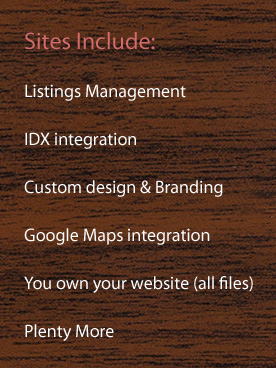 Sites Include:
Listings Management
IDX integration
Custom design & Branding
Google Maps integration
You own your website (all files)
Plenty More